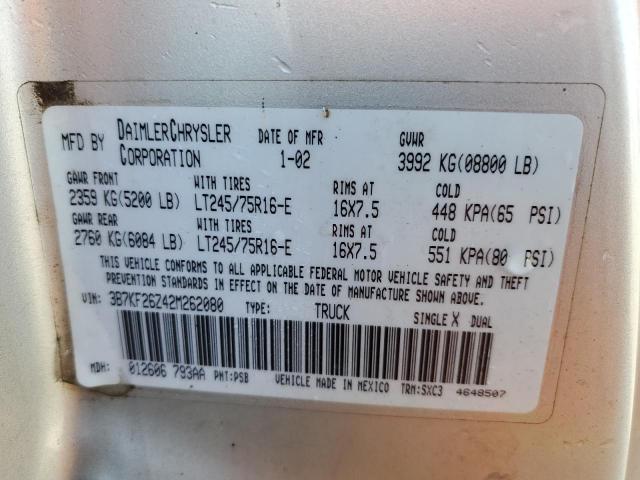 MFD BY DAIMLERCHRYSLER CORPORATION DATE OF MFR 1-02 GVWR 3992 KG(08800 LB)
GAWR FRONT WITH TIRES RIMS AT COLD
2359 KG(5200 LB) LT245/75R16-E 16X7.5 448 KPA(65 PSI)
GAWR REAR WITH TIRES RIMS AT COLD
2760 KG(6084 LB) LT245/75R16-E 16X7.5 551 KPA(80 PSI)
THIS VEHICLE CONFORMS TO ALL APPLICABLE FEDERAL MOTOR VEHICLE SAFETY AND THEFT
PREVENTION STANDARDS IN EFFECT ON THE DATE OF MANUFACTURE SHOWN ABOVE.
VIN: 3B7KF26Z42M262080 TYPE: TRUCK SINGLE X DUAL
MDH: 012606 793AA PNT:PSB VEHICLE MADE IN MEXICO TRM:SXC3 4648507